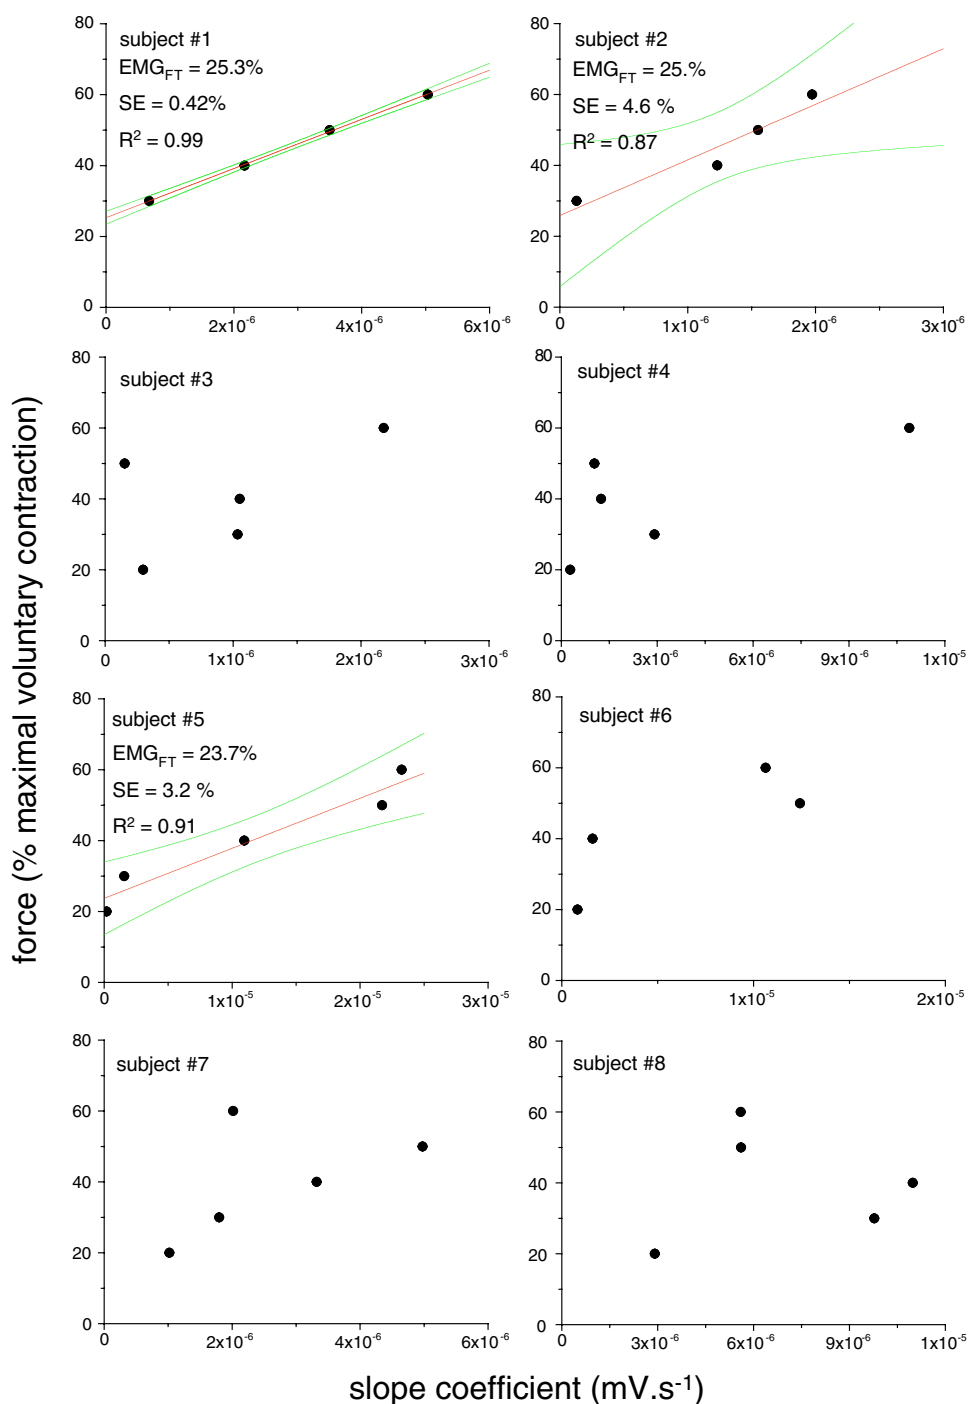 force (% maximal voluntary contraction)
subject #1
EMG_FT = 25.3%
SE = 0.42%
R² = 0.99
80
60
40
20
0
0 2x10⁻⁶ 4x10⁻⁶ 6x10⁻⁶
subject #2
EMG_FT = 25.%
SE = 4.6 %
R² = 0.87
80
60
40
20
0
0 1x10⁻⁶ 2x10⁻⁶ 3x10⁻⁶
subject #3
80
60
40
20
0
1x10⁻⁶ 2x10⁻⁶ 3x10⁻⁶
subject #4
80
60
40
20
0
0 3x10⁻⁶ 6x10⁻⁶ 9x10⁻⁶ 1x10⁻⁵
subject #5
EMG_FT = 23.7%
SE = 3.2 %
R² = 0.91
80
60
40
20
0
0 1x10⁻⁵ 2x10⁻⁵ 3x10⁻⁵
subject #6
80
60
40
20
0
0 1x10⁻⁵ 2x10⁻⁵
subject #7
80
60
40
20
0
0 2x10⁻⁶ 4x10⁻⁶ 6x10⁻⁶
subject #8
80
60
40
20
0
0 3x10⁻⁶ 6x10⁻⁶ 9x10⁻⁶ 1x10⁻⁵
slope coefficient (mV.s⁻¹)